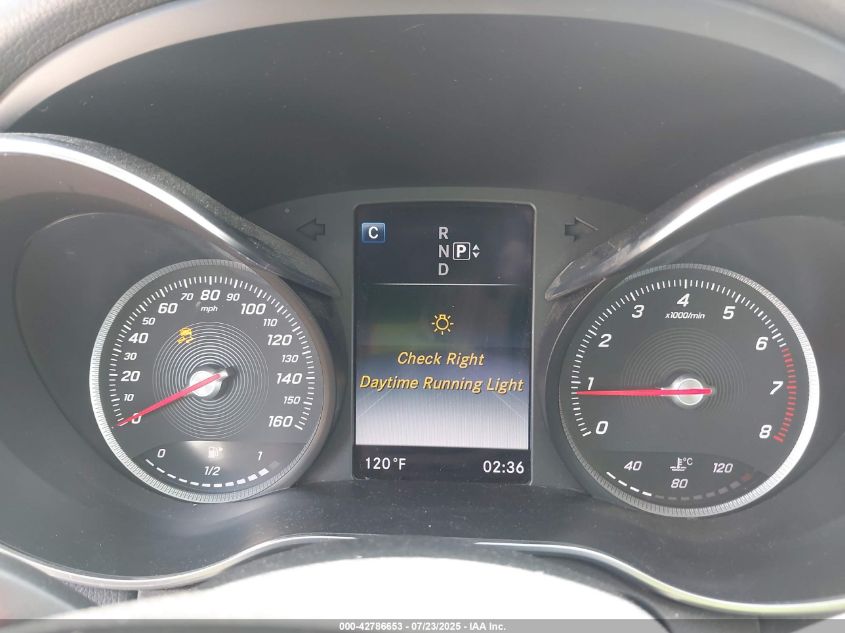 C
R
N P
D
Check Right
Daytime Running Light
120°F 02:36
0 10 20 30 40 50 60 70 80 90 100 110 120 130 140 150 160
mph
0 1/2 1
0 1 2 3 4 5 6 7 8
x1000/min
40 80 120
°C
000-42786653 - 07/23/2025 - IAA Inc.